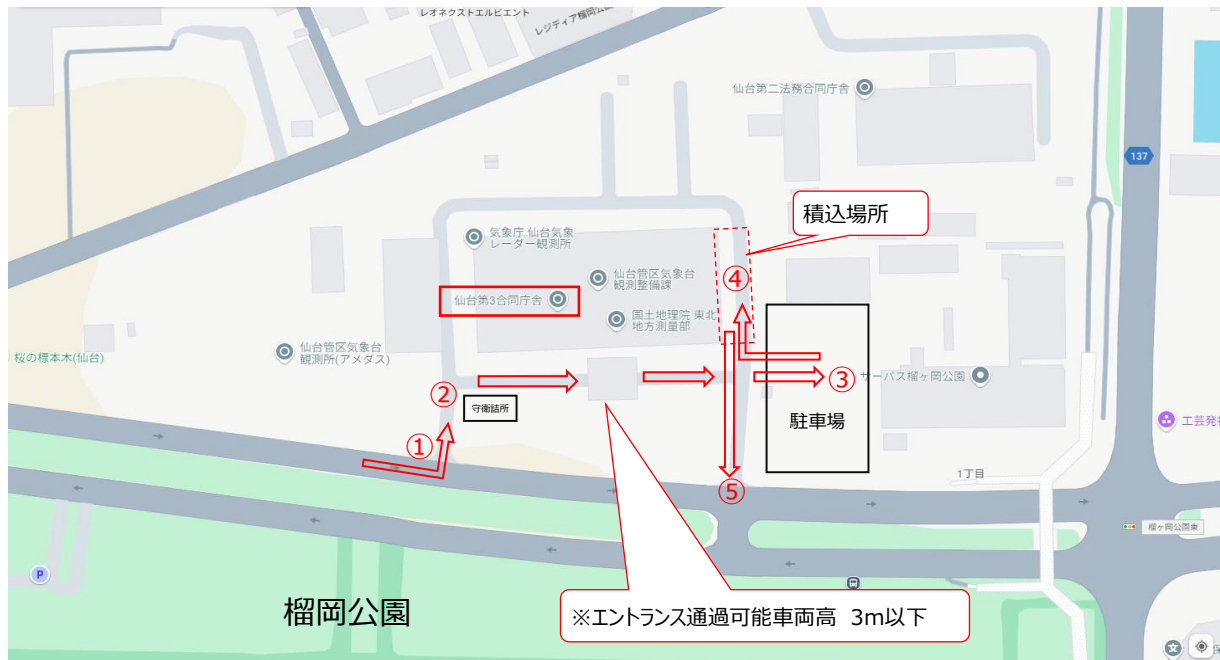 レオネクストエルビエント
レジディア榴岡公
仙台第二法務合同庁舎
137
積込場所
気象庁 仙台気象
レーダー観測所
仙台管区気象台
観測整備課
④
仙台第3合同庁舎
国土地理院 東北
地方測量部
仙台管区気象台
観測所(アメダス)
桜の標本木(仙台)
②
③
サーパス榴ヶ岡公園
守衛詰所
駐車場
工芸発
①
1丁目
⑤
榴ヶ岡公園東
P
榴岡公園
※エントランス通過可能車両高 3m以下